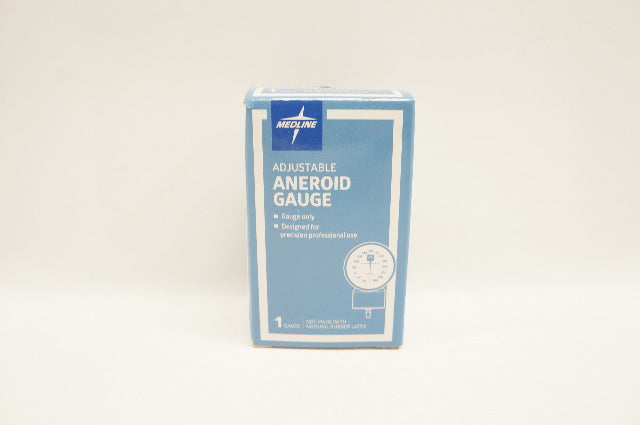 MEDLINE
ADJUSTABLE
ANEROID
GAUGE
Gauge only
Designed for
precision professional use
1 GAUGE
NOT MADE WITH
NATURAL RUBBER LATEX